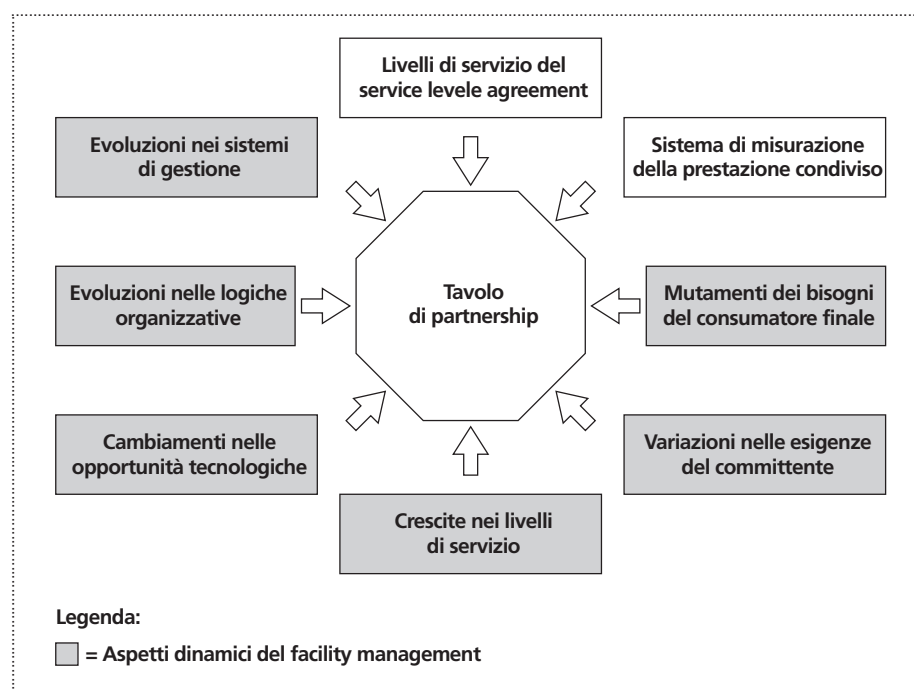 Livelli di servizio del
service levele agreement
Evoluzioni nei sistemi
di gestione
Sistema di misurazione
della prestazione condiviso
Evoluzioni nelle logiche
organizzative
Tavolo
di partnership
Mutamenti dei bisogni
del consumatore finale
Cambiamenti nelle
opportunità tecnologiche
Variazioni nelle esigenze
del committente
Crescite nei livelli
di servizio
Legenda:
= Aspetti dinamici del facility management